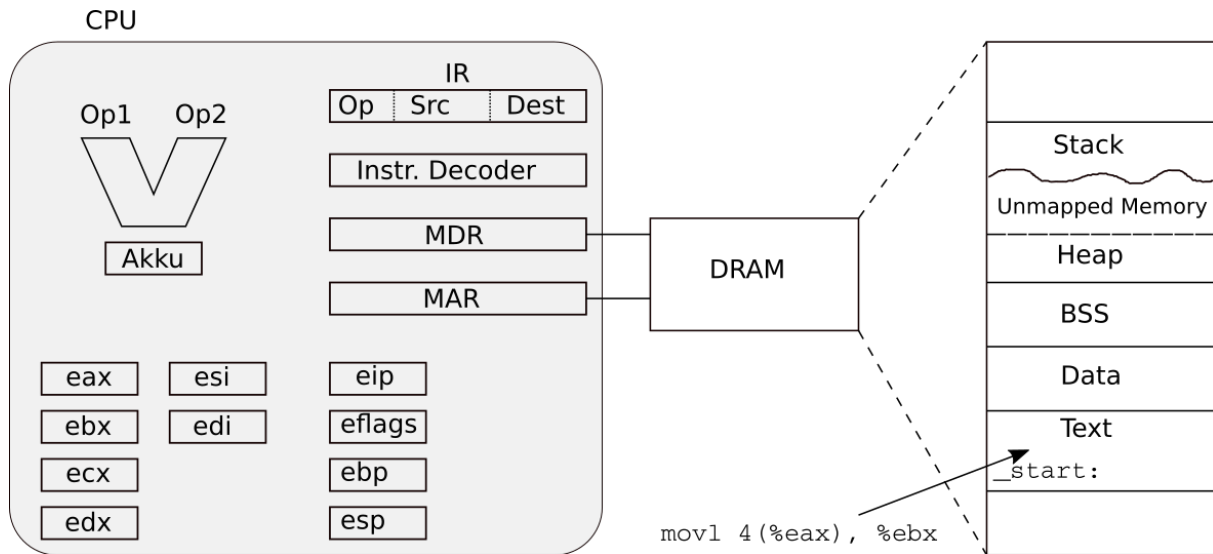 CPU
IR
Op Src Dest
Op1 Op2
Instr. Decoder
MDR
Akku
MAR
eax esi eip
ebx edi eflags
ecx ebp
edx esp
DRAM
Stack
Unmapped Memory
Heap
BSS
Data
Text
_start:
movl 4(%eax), %ebx